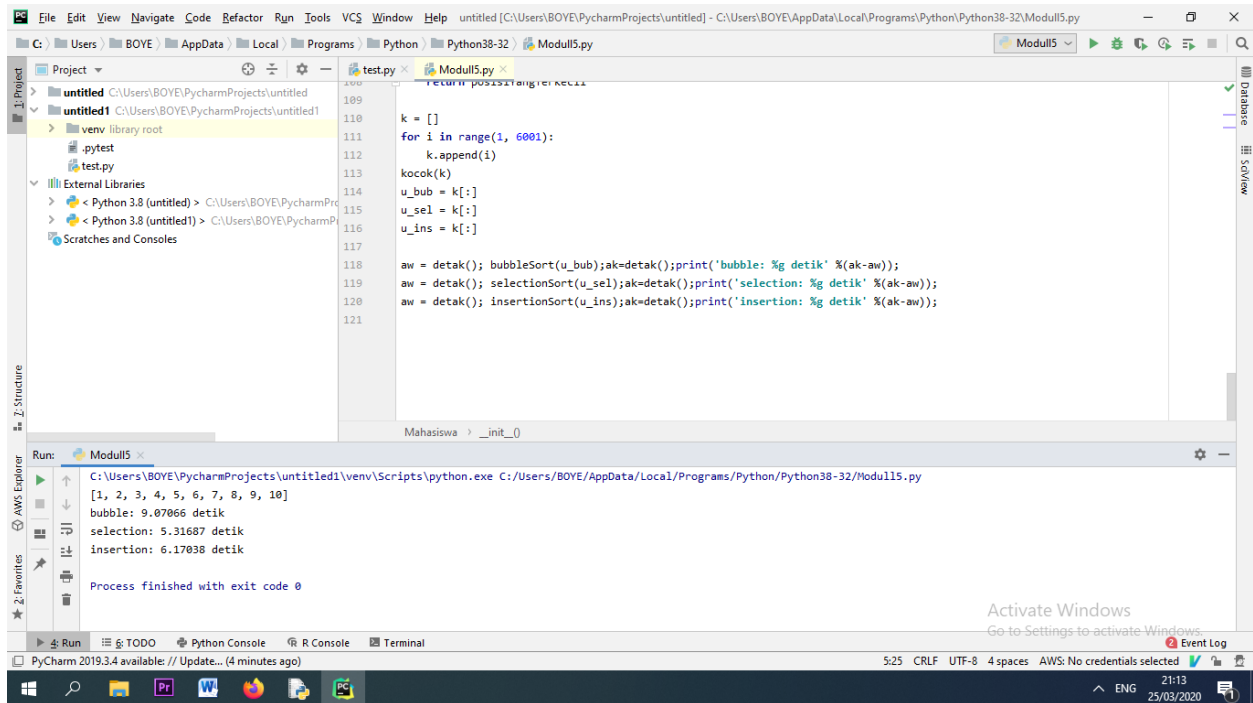 File Edit View Navigate Code Refactor Run Tools VCS Window Help untitled [C:\Users\BOYE\PycharmProjects\untitled] - C:\Users\BOYE\AppData\Local\Programs\Python\Python38-32\Modull5.py
C: Users BOYE AppData Local Programs Python Python38-32 Modull5.py Modull5
Project test.py Modull5.py
1: Project
untitled C:\Users\BOYE\PycharmProjects\untitled
untitled1 C:\Users\BOYE\PycharmProjects\untitled1
venv library root
.pytest
test.py
External Libraries
< Python 3.8 (untitled) > C:\Users\BOYE\PycharmPro
< Python 3.8 (untitled1) > C:\Users\BOYE\PycharmP
Scratches and Consoles
108 return posisiYangTerkecil
109
110 k = []
111 for i in range(1, 6001):
112 k.append(i)
113 kocok(k)
114 u_bub = k[:]
115 u_sel = k[:]
116 u_ins = k[:]
117
118 aw = detak(); bubbleSort(u_bub);ak=detak();print('bubble: %g detik' %(ak-aw));
119 aw = detak(); selectionSort(u_sel);ak=detak();print('selection: %g detik' %(ak-aw));
120 aw = detak(); insertionSort(u_ins);ak=detak();print('insertion: %g detik' %(ak-aw));
121
Mahasiswa > __init__()
Database
SciView
Z: Structure
AWS Explorer
2: Favorites
Run: Modull5
C:\Users\BOYE\PycharmProjects\untitled1\venv\Scripts\python.exe C:/Users/BOYE/AppData/Local/Programs/Python/Python38-32/Modull5.py
[1, 2, 3, 4, 5, 6, 7, 8, 9, 10]
bubble: 9.07066 detik
selection: 5.31687 detik
insertion: 6.17038 detik
Process finished with exit code 0
Activate Windows
Go to Settings to activate Windows.
4: Run 6: TODO Python Console R Console Terminal 2 Event Log
PyCharm 2019.3.4 available: // Update... (4 minutes ago) 5:25 CRLF UTF-8 4 spaces AWS: No credentials selected
ENG 21:13
25/03/2020